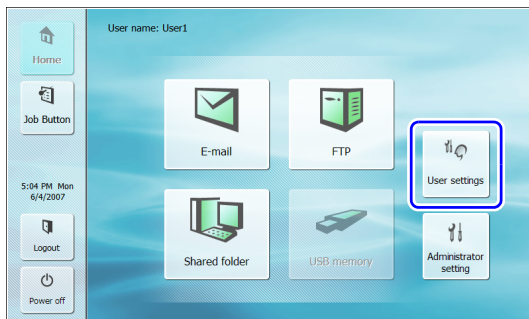 User name: User1
Home
Job Button
5:04 PM Mon
6/4/2007
Logout
Power off
E-mail
FTP
Shared folder
USB memory
User settings
Administrator
setting